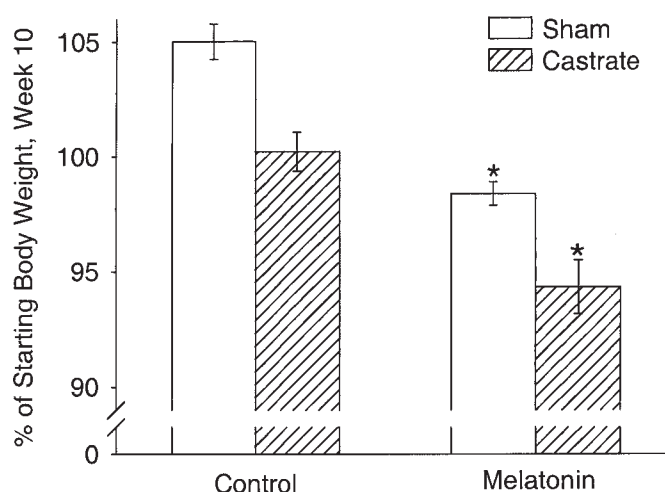 % of Starting Body Weight, Week 10
105
100
95
90
0
Sham
Castrate
*
*
Control
Melatonin